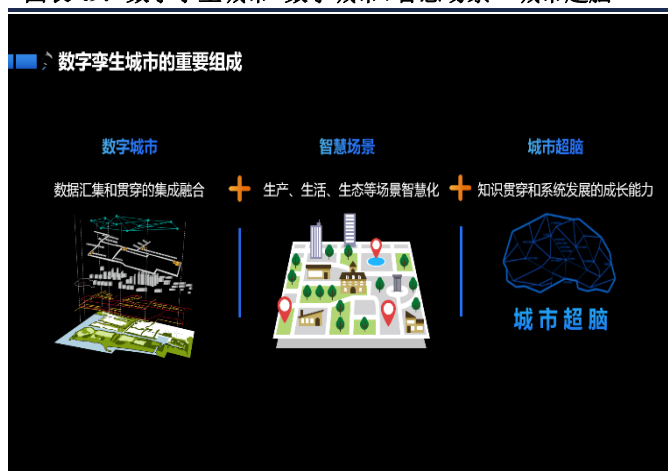 数字孪生城市的重要组成
数字城市
智慧场景
城市超脑
数据汇集和贯穿的集成融合
生产、生活、生态等场景智慧化
知识贯穿和系统发展的成长能力
城市超脑